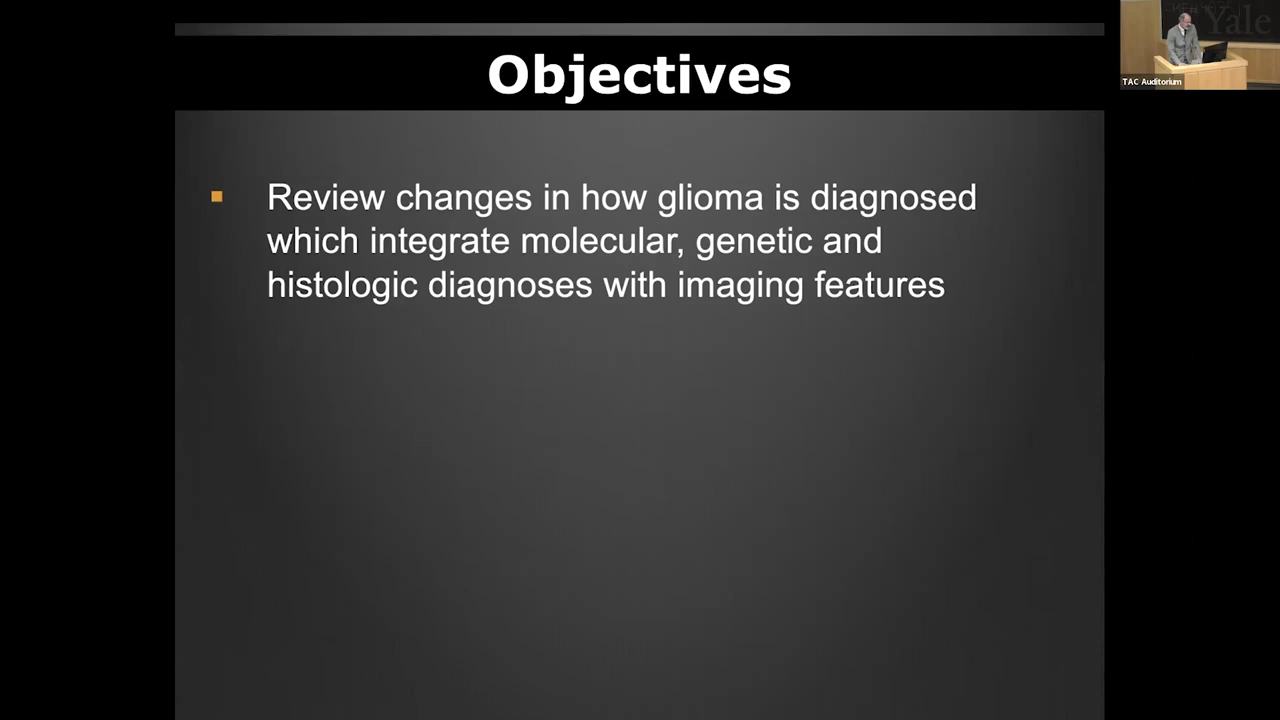 Objectives
Review changes in how glioma is diagnosed
which integrate molecular, genetic and
histologic diagnoses with imaging features
Yale
TAC Auditorium